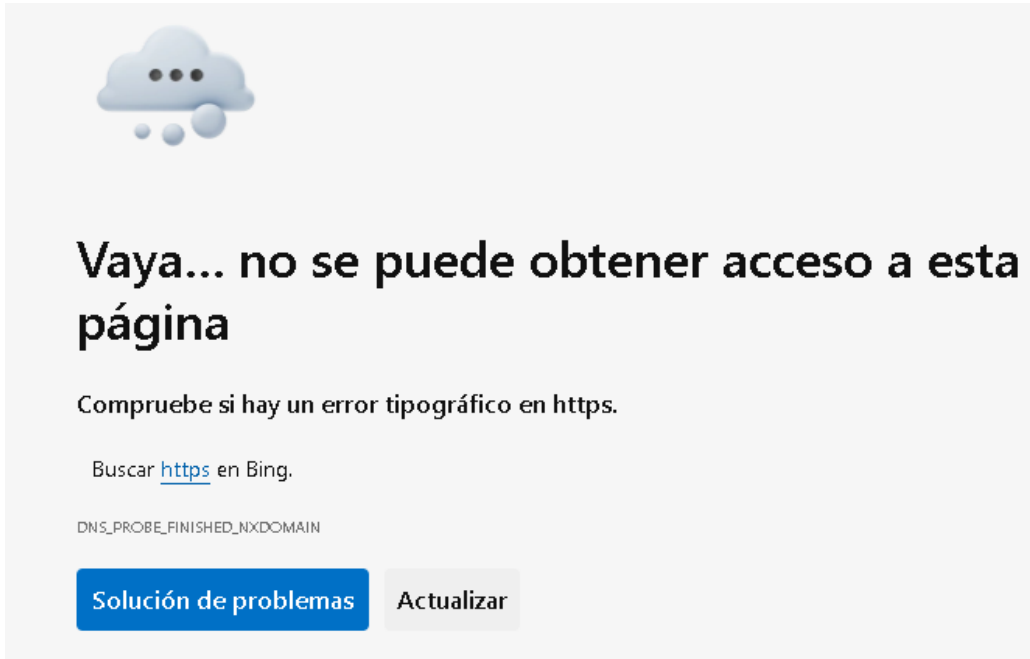 Vaya... no se puede obtener acceso a esta
página
Compruebe si hay un error tipográfico en https.
Buscar https en Bing.
DNS_PROBE_FINISHED_NXDOMAIN
Solución de problemas
Actualizar